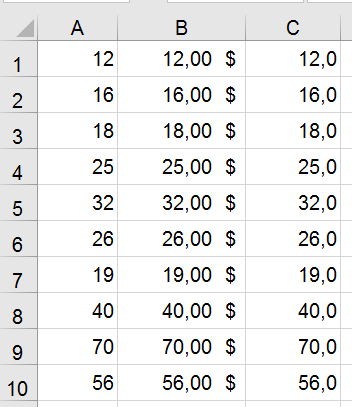 A B C
1 12 12,00 $ 12,0
2 16 16,00 $ 16,0
3 18 18,00 $ 18,0
4 25 25,00 $ 25,0
5 32 32,00 $ 32,0
6 26 26,00 $ 26,0
7 19 19,00 $ 19,0
8 40 40,00 $ 40,0
9 70 70,00 $ 70,0
10 56 56,00 $ 56,0